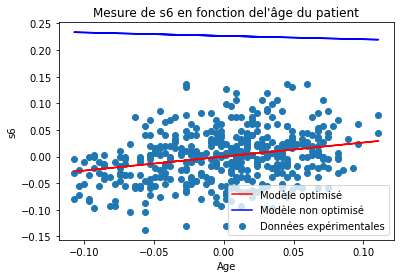 Mesure de s6 en fonction del'âge du patient
0.25
0.20
0.15
0.10
0.05
0.00
−0.05
−0.10
−0.15
s6
Modèle optimisé
Modèle non optimisé
Données expérimentales
−0.10
−0.05
0.00
0.05
0.10
Age